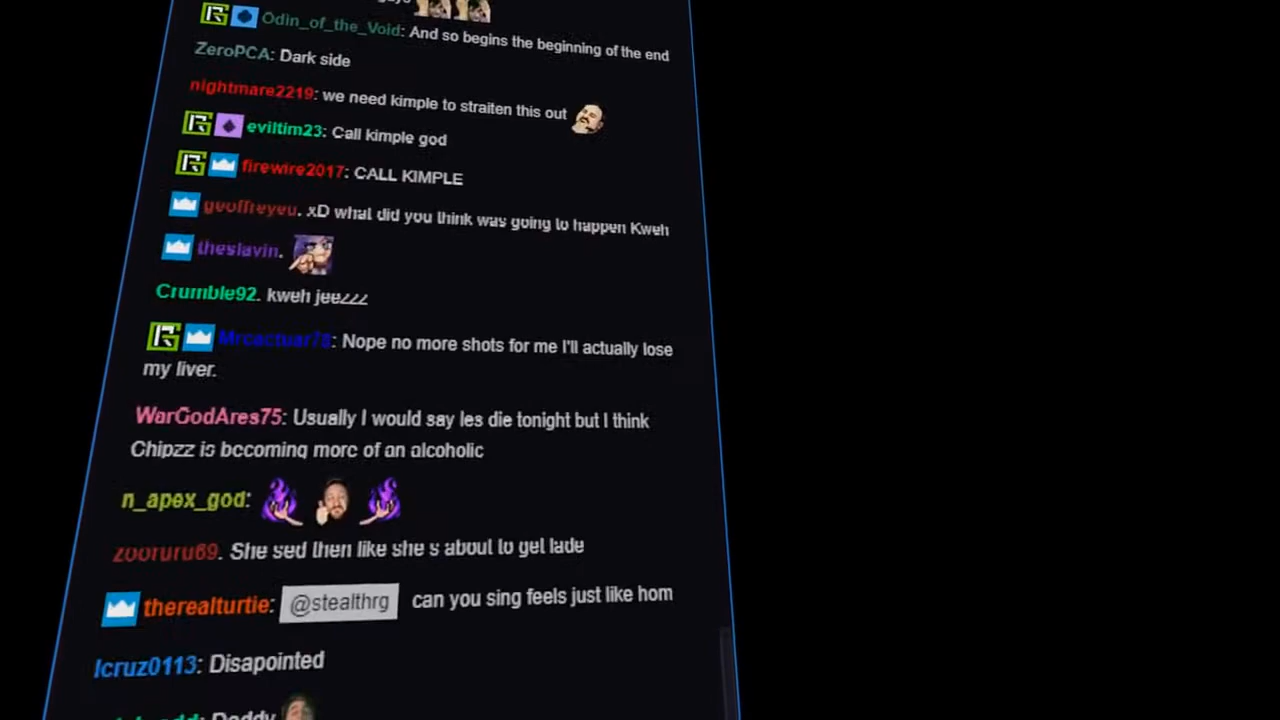 Odin_of_the_Void: And so begins the beginning of the end
ZeroPCA: Dark side
nightmare2219: we need kimple to straiten this out
eviltim23: Call kimple god
firewire2017: CALL KIMPLE
geoffreyeu: xD what did you think was going to happen Kweh
theslavin:
Crumble92: kweh jeezzz
Mrcactuar75: Nope no more shots for me I'll actually lose
my liver.
WarGodAres75: Usually I would say les die tonight but I think
Chipzz is becoming more of an alcoholic
n_apex_god:
zooruru69: She sed then like she s about to get lade
therealturtie: @stealthrg can you sing feels just like hom
lcruz0113: Disapointed
Daddy